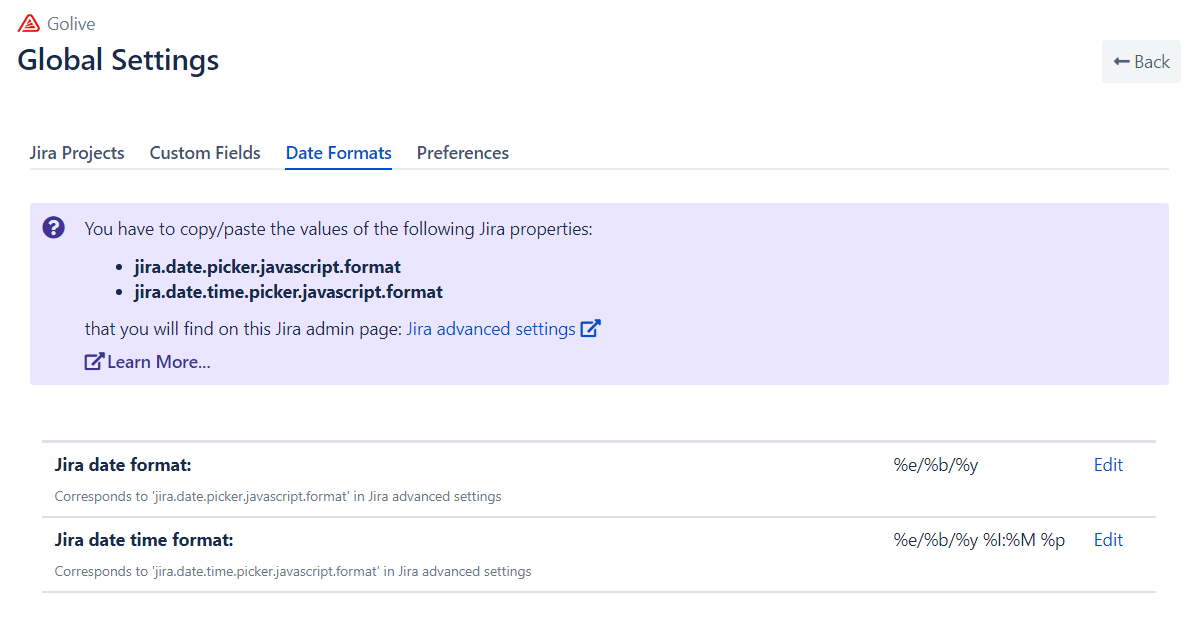 Golive
Global Settings
Back
Jira Projects Custom Fields Date Formats Preferences
You have to copy/paste the values of the following Jira properties:
• jira.date.picker.javascript.format
• jira.date.time.picker.javascript.format
that you will find on this Jira admin page: Jira advanced settings
Learn More...
Jira date format: %e/%b/%y Edit
Corresponds to 'jira.date.picker.javascript.format' in Jira advanced settings
Jira date time format: %e/%b/%y %I:%M %p Edit
Corresponds to 'jira.date.time.picker.javascript.format' in Jira advanced settings